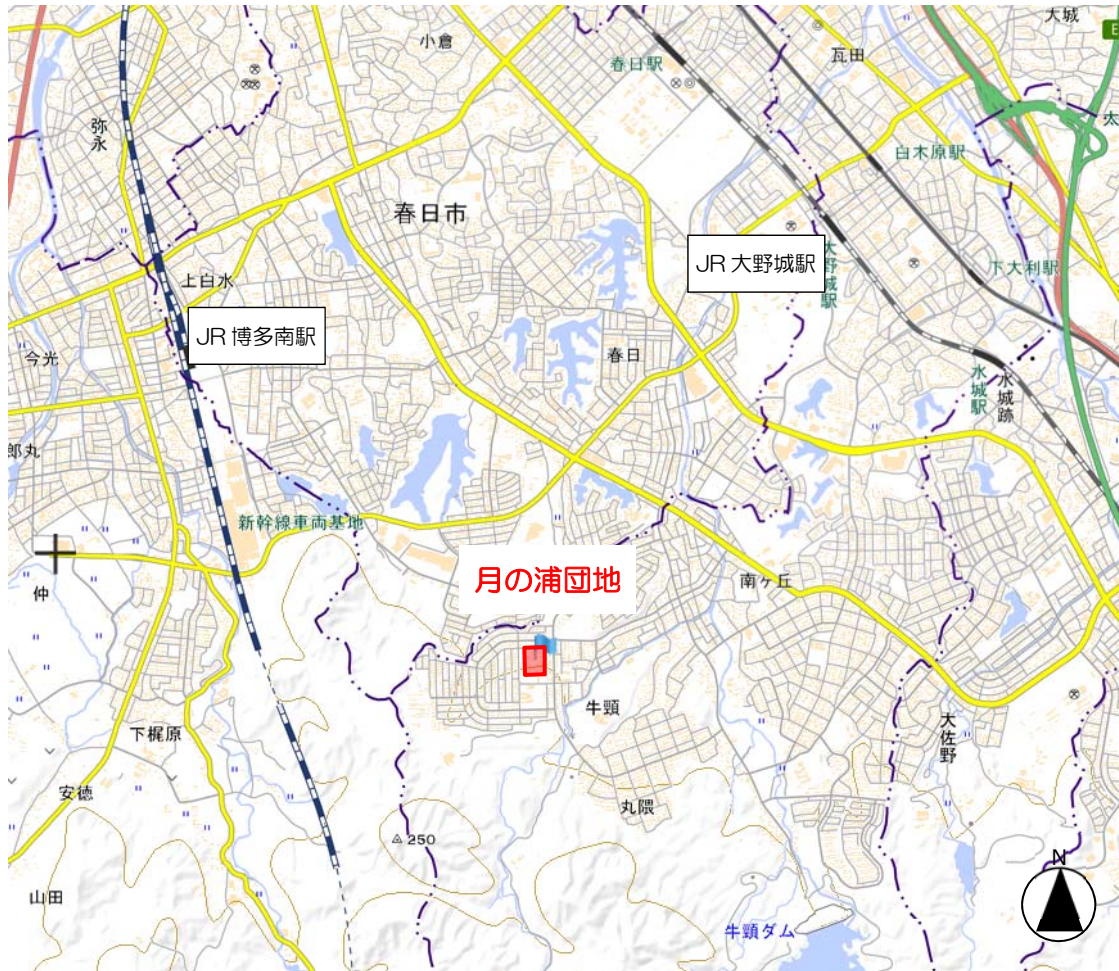 大城
小倉
E
春日駅
瓦田
太
弥永
白木原駅
春日市
JR 大野城駅
大野城駅
下大利駅
上白水
JR 博多南駅
今光
春日
水城駅
水城跡
郎丸
新幹線車両基地
月の浦団地
南ヶ丘
仲
牛頸
大佐野
下梶原
安徳
丸隈
250
山田
N
牛頸ダム